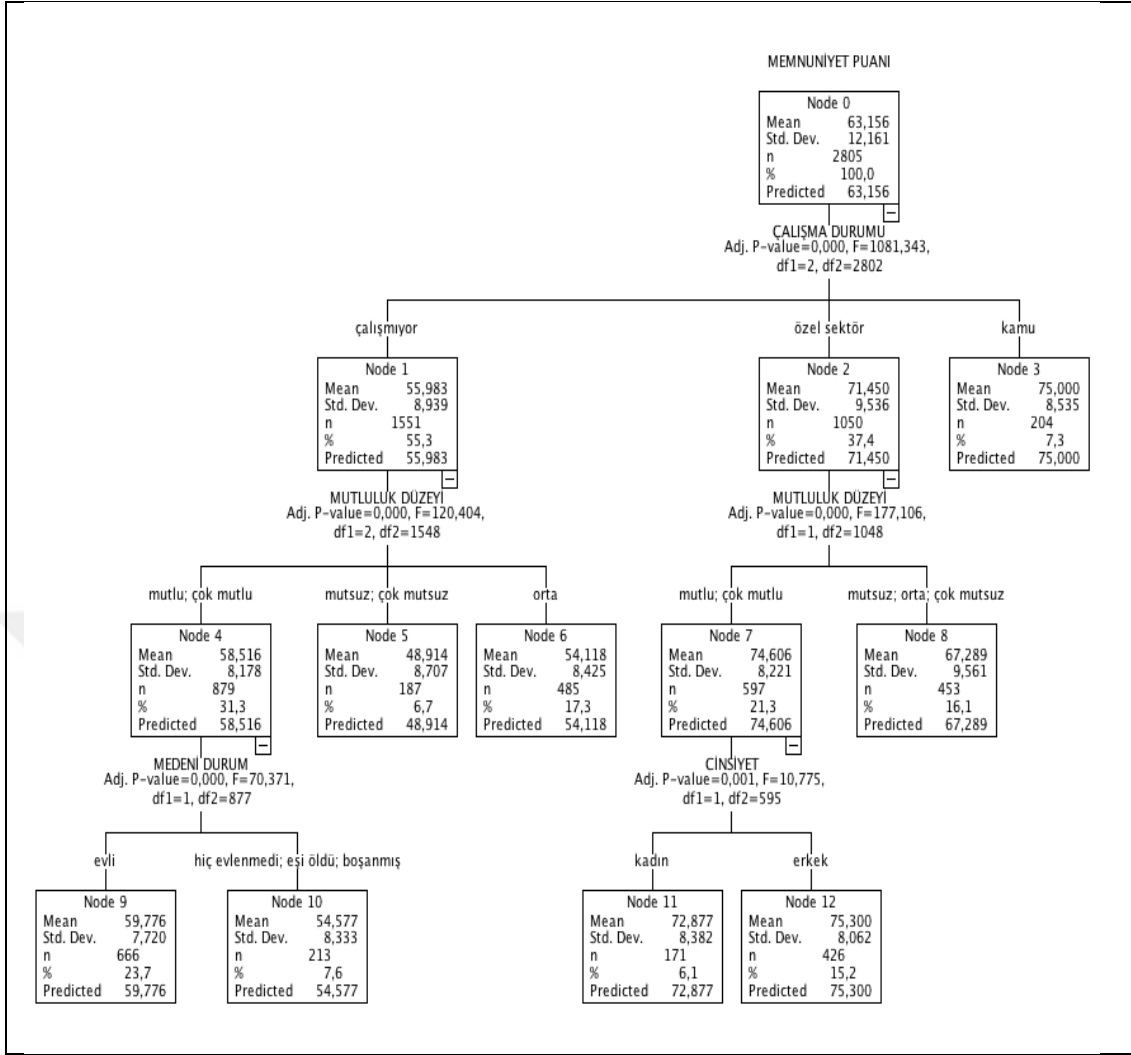 MEMNUNİYET PUANI
Node 0
Mean 63,156
Std. Dev. 12,161
n 2805
% 100,0
Predicted 63,156
ÇALIŞMA DURUMU
Adj. P-value=0,000, F=1081,343,
df1=2, df2=2802
çalışmıyor
özel sektör
kamu
Node 1
Mean 55,983
Std. Dev. 8,939
n 1551
% 55,3
Predicted 55,983
Node 2
Mean 71,450
Std. Dev. 9,536
n 1050
% 37,4
Predicted 71,450
Node 3
Mean 75,000
Std. Dev. 8,535
n 204
% 7,3
Predicted 75,000
MUTLULUK DÜZEYİ
Adj. P-value=0,000, F=120,404,
df1=2, df2=1548
MUTLULUK DÜZEYİ
Adj. P-value=0,000, F=177,106,
df1=1, df2=1048
mutlu; çok mutlu
mutsuz; çok mutsuz
orta
mutlu; çok mutlu
mutsuz; orta; çok mutsuz
Node 4
Mean 58,516
Std. Dev. 8,178
n 879
% 31,3
Predicted 58,516
Node 5
Mean 48,914
Std. Dev. 8,707
n 187
% 6,7
Predicted 48,914
Node 6
Mean 54,118
Std. Dev. 8,425
n 485
% 17,3
Predicted 54,118
Node 7
Mean 74,606
Std. Dev. 8,221
n 597
% 21,3
Predicted 74,606
Node 8
Mean 67,289
Std. Dev. 9,561
n 453
% 16,1
Predicted 67,289
MEDENİ DURUM
Adj. P-value=0,000, F=70,371,
df1=1, df2=877
CİNSİYET
Adj. P-value=0,001, F=10,775,
df1=1, df2=595
evli
hiç evlenmedi; eşi öldü; boşanmış
kadın
erkek
Node 9
Mean 59,776
Std. Dev. 7,720
n 666
% 23,7
Predicted 59,776
Node 10
Mean 54,577
Std. Dev. 8,333
n 213
% 7,6
Predicted 54,577
Node 11
Mean 72,877
Std. Dev. 8,382
n 171
% 6,1
Predicted 72,877
Node 12
Mean 75,300
Std. Dev. 8,062
n 426
% 15,2
Predicted 75,300